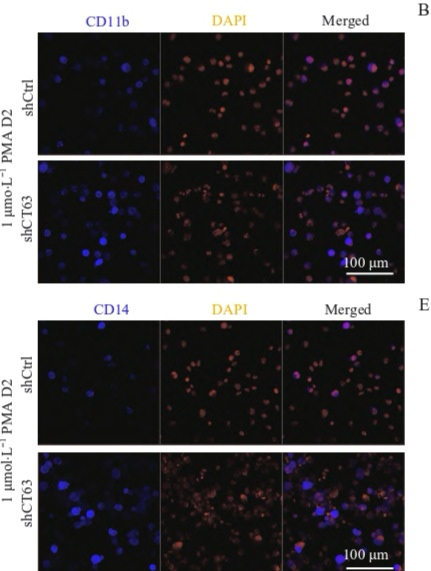 B
CD11b DAPI Merged
1 μmo·L⁻¹ PMA D2
shCtrl
shCT63
100 μm
E
CD14 DAPI Merged
1 μmol·L⁻¹ PMA D2
shCtrl
shCT63
100 μm